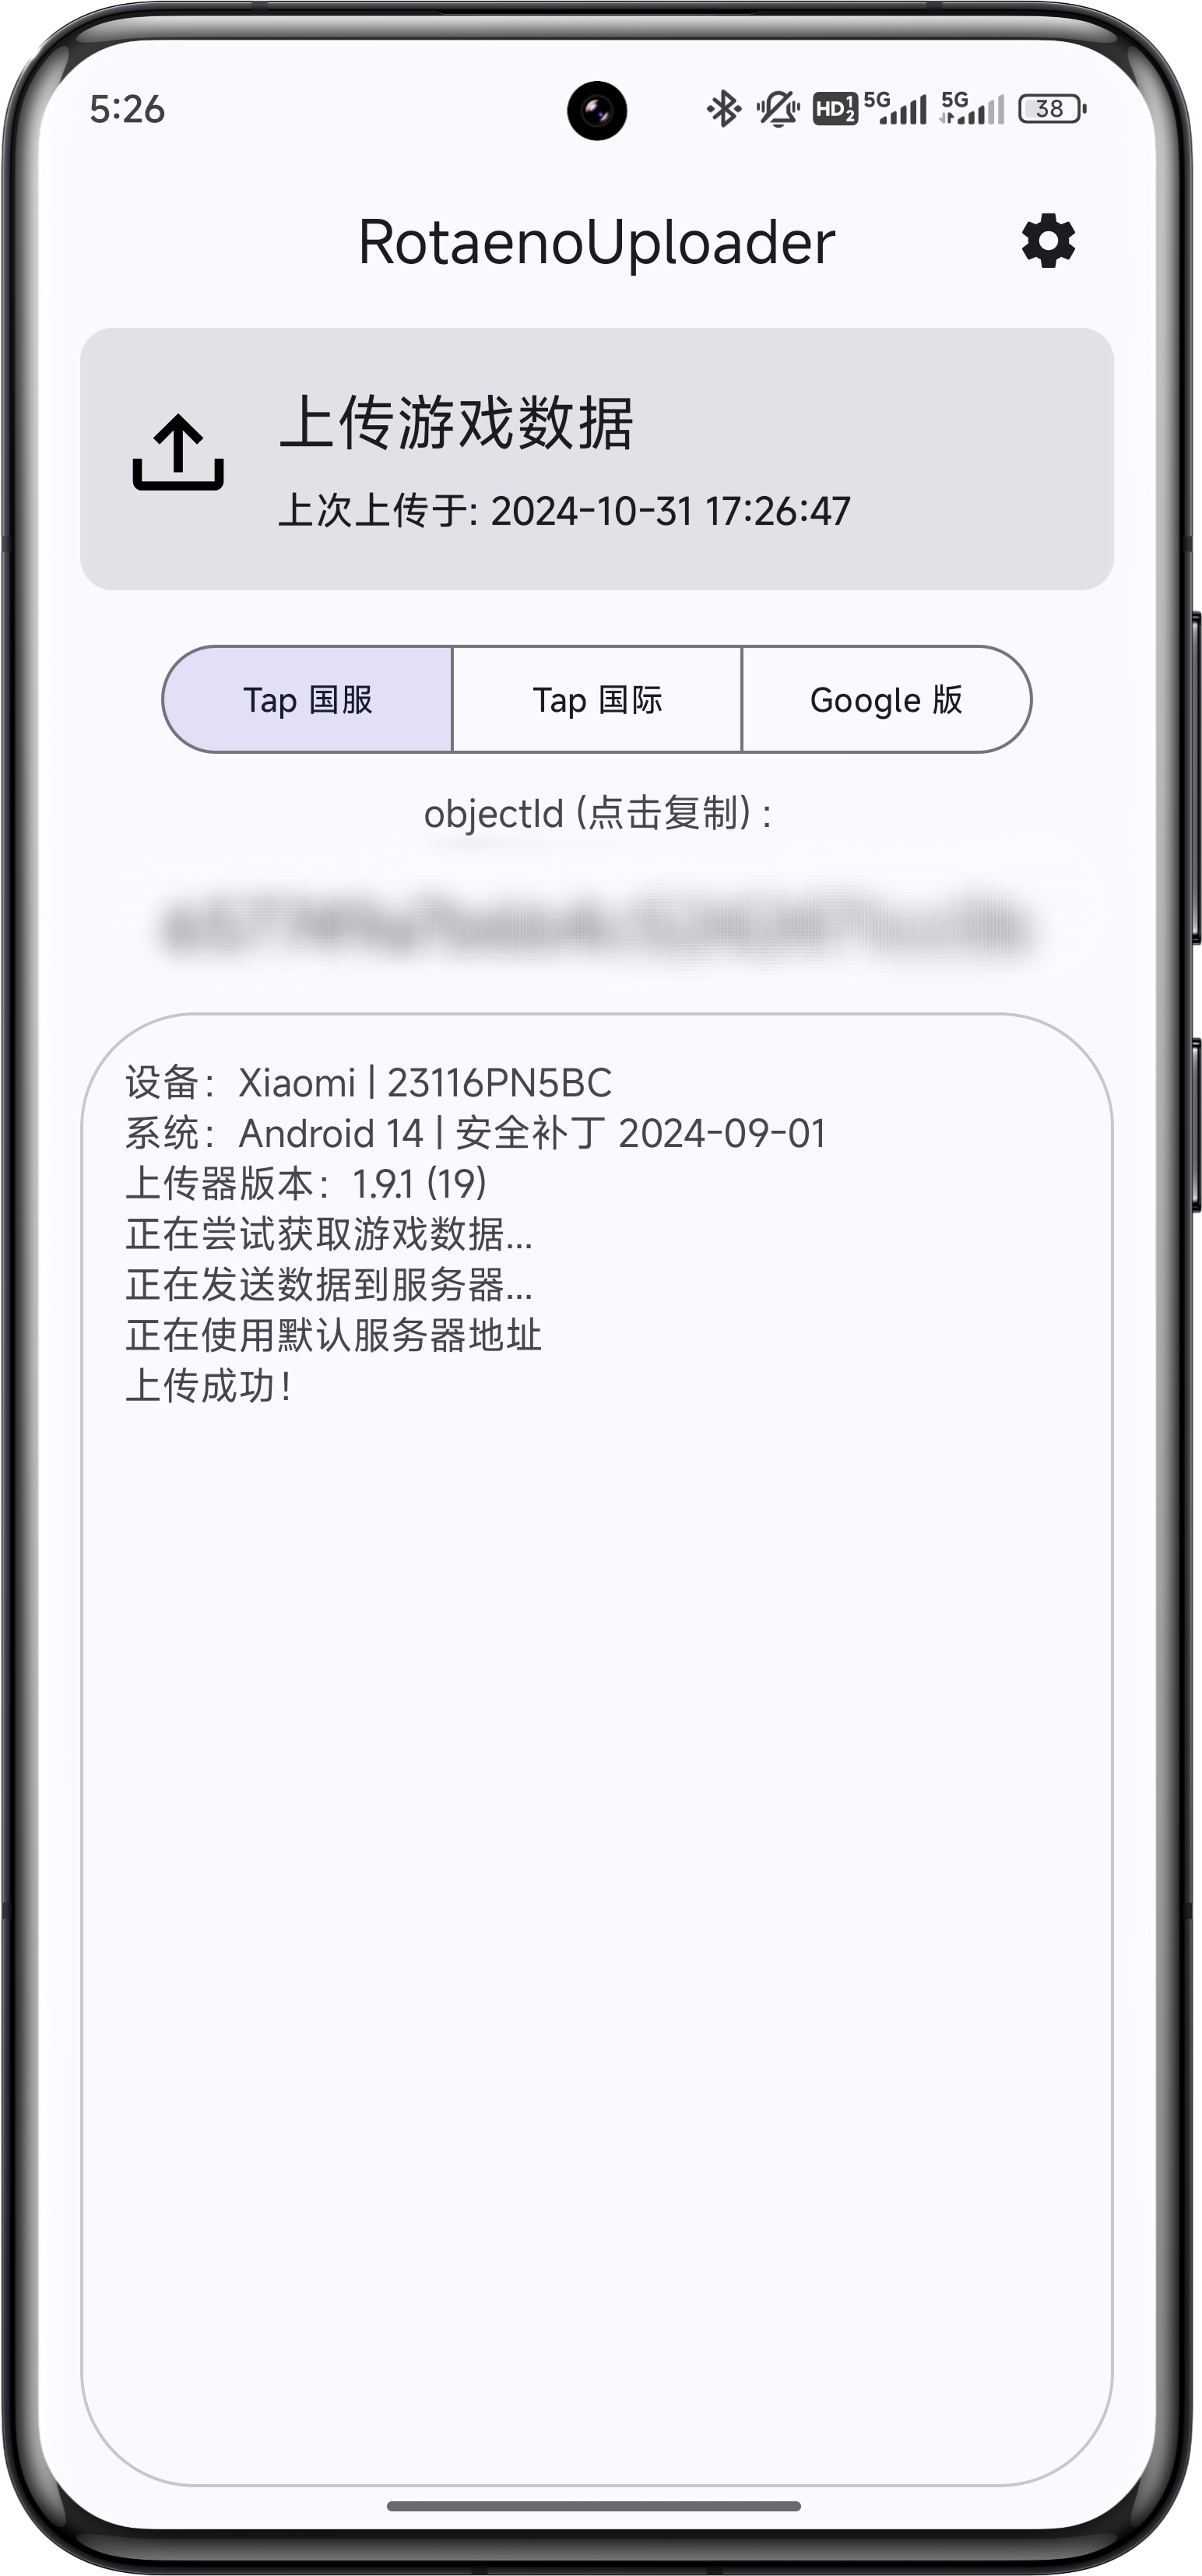 5:26
HD 1 2 5G 5G 38
RotaenoUploader
上传游戏数据
上次上传于: 2024-10-31 17:26:47
Tap 国服 Tap 国际 Google 版
objectId (点击复制) :
设备：Xiaomi | 23116PN5BC
系统：Android 14 | 安全补丁 2024-09-01
上传器版本：1.9.1 (19)
正在尝试获取游戏数据...
正在发送数据到服务器...
正在使用默认服务器地址
上传成功！